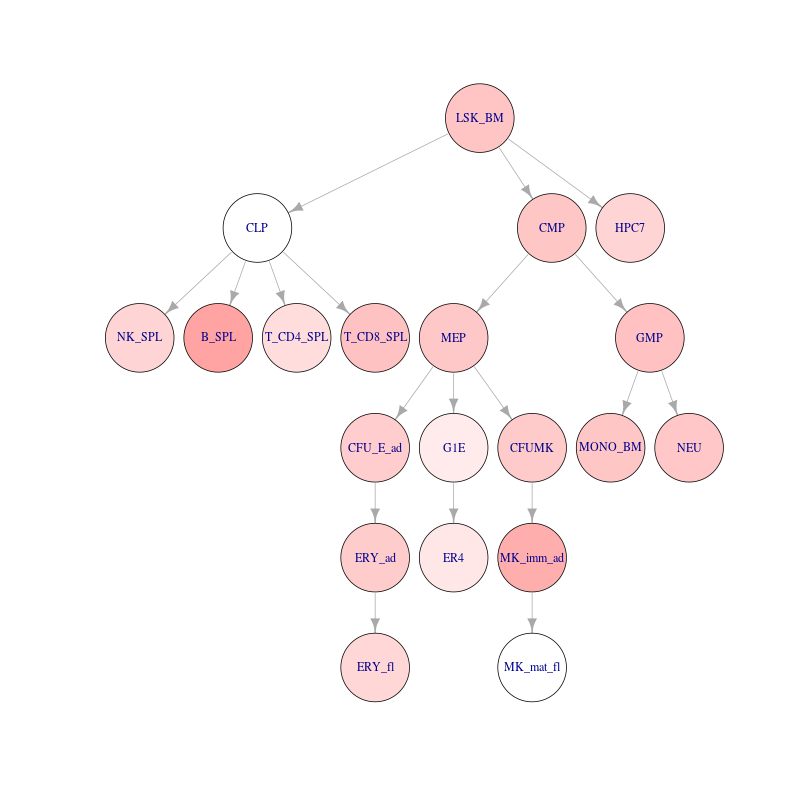 LSK_BM
CLP
CMP
HPC7
NK_SPL
B_SPL
T_CD4_SPL
T_CD8_SPL
MEP
GMP
CFU_E_ad
G1E
CFUMK
MONO_BM
NEU
ERY_ad
ER4
MK_imm_ad
ERY_fl
MK_mat_fl